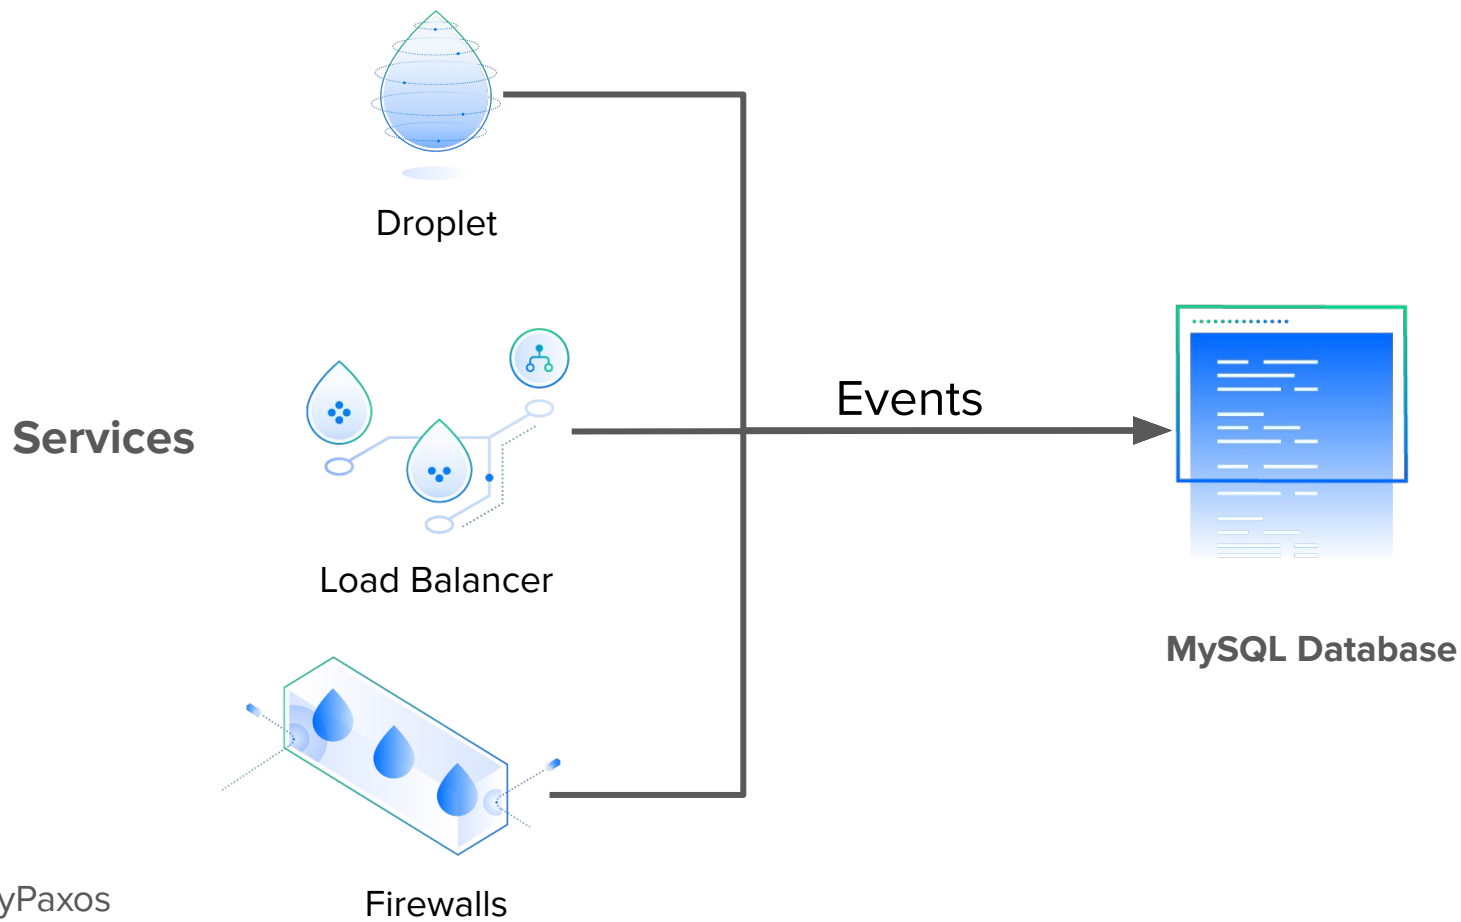 Droplet
Services
Events
Load Balancer
MySQL Database
Firewalls
yPaxos